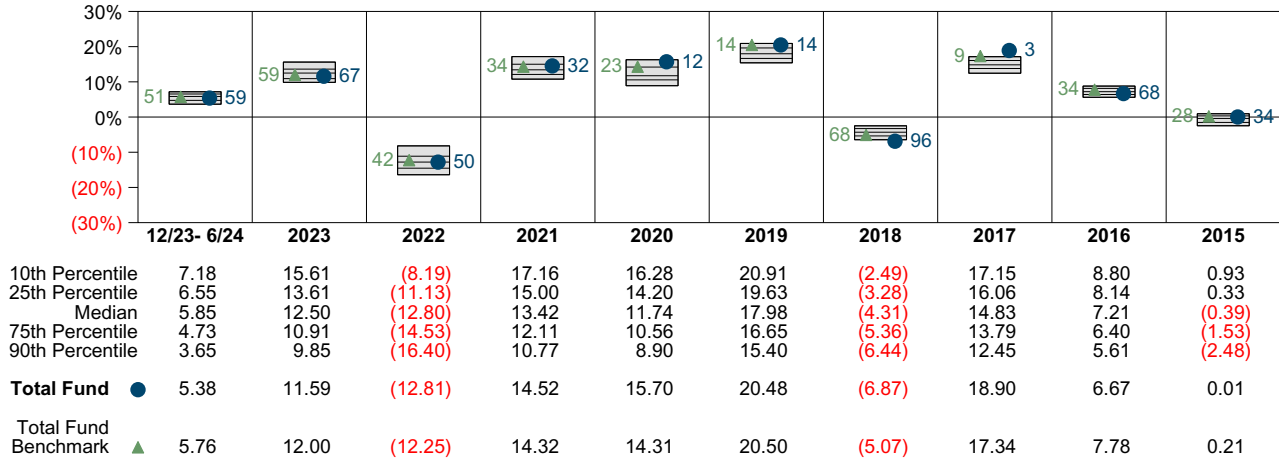 30%
20%
10%
0%
(10%)
(20%)
(30%)
51 59 59 67 42 50 34 32 23 12 14 14 68 96 9 3 34 68 28 34
12/23- 6/24 2023 2022 2021 2020 2019 2018 2017 2016 2015
10th Percentile 7.18 15.61 (8.19) 17.16 16.28 20.91 (2.49) 17.15 8.80 0.93
25th Percentile 6.55 13.61 (11.13) 15.00 14.20 19.63 (3.28) 16.06 8.14 0.33
Median 5.85 12.50 (12.80) 13.42 11.74 17.98 (4.31) 14.83 7.21 (0.39)
75th Percentile 4.73 10.91 (14.53) 12.11 10.56 16.65 (5.36) 13.79 6.40 (1.53)
90th Percentile 3.65 9.85 (16.40) 10.77 8.90 15.40 (6.44) 12.45 5.61 (2.48)
Total Fund 5.38 11.59 (12.81) 14.52 15.70 20.48 (6.87) 18.90 6.67 0.01
Total Fund
Benchmark 5.76 12.00 (12.25) 14.32 14.31 20.50 (5.07) 17.34 7.78 0.21